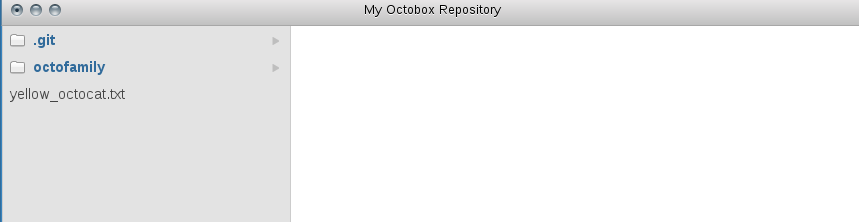 My Octobox Repository
.git
octofamily
yellow_octocat.txt